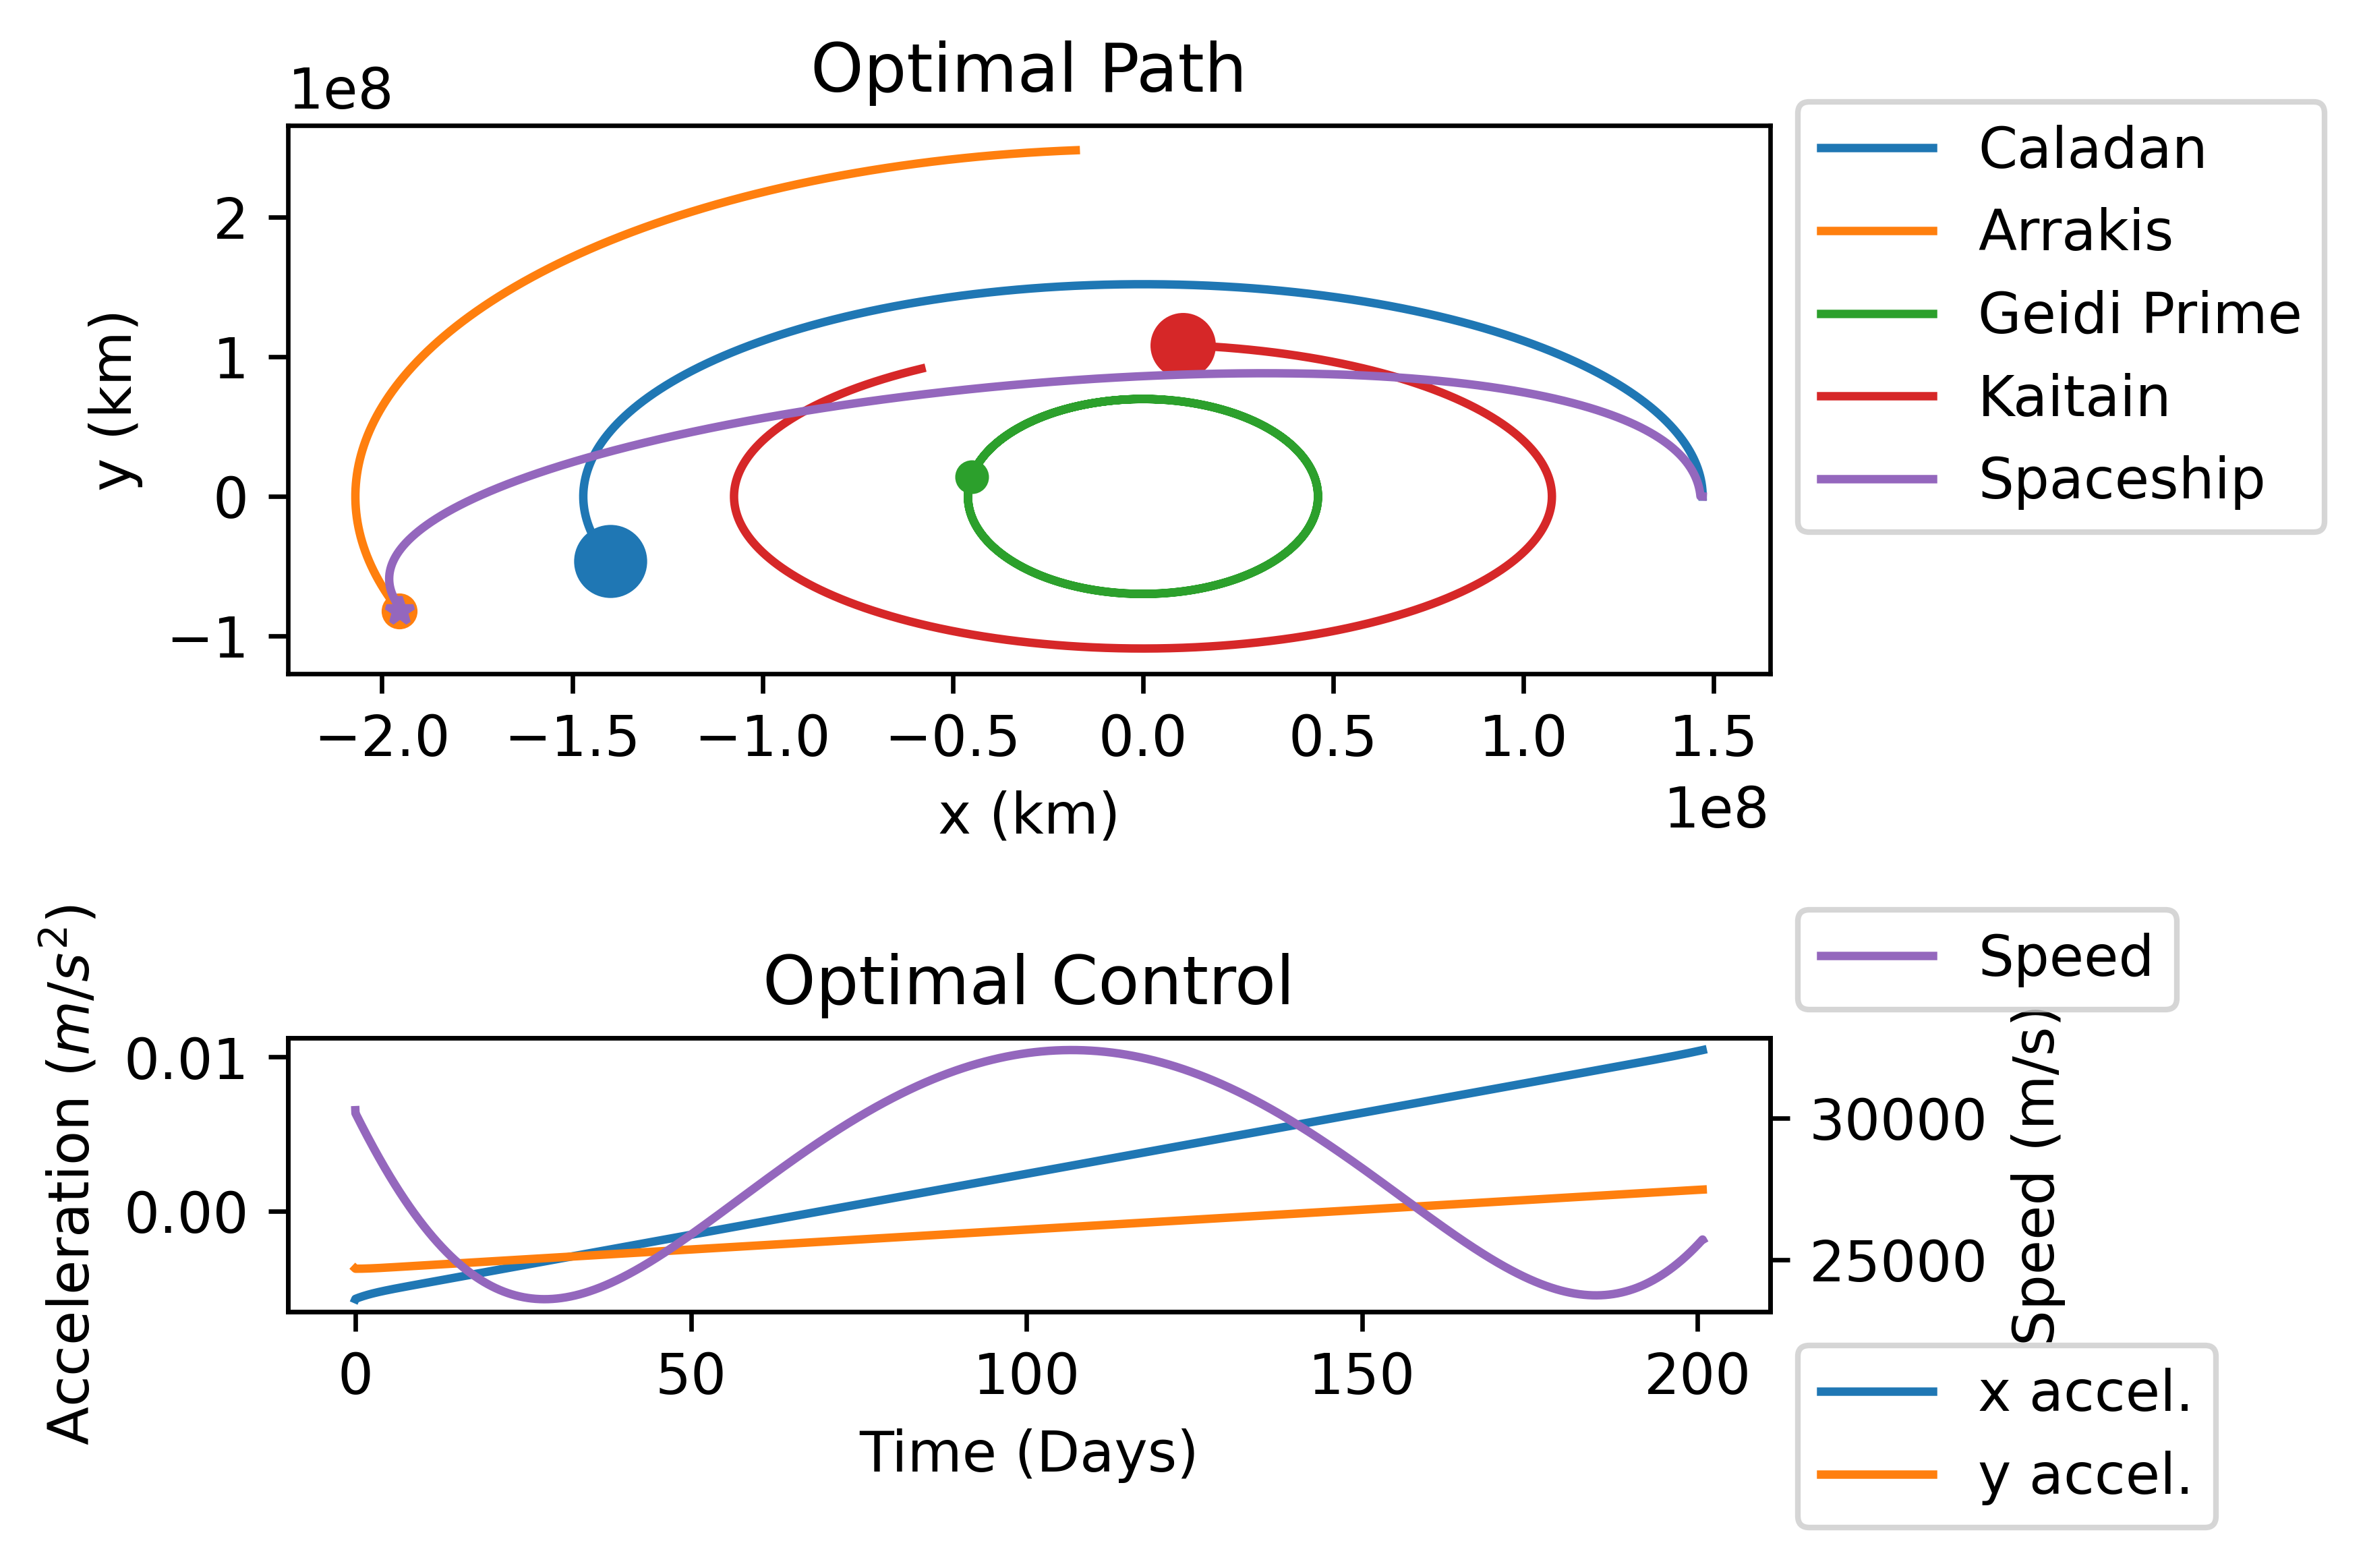 Optimal Path
1e8
2
1
0
−1
y (km)
−2.0 −1.5 −1.0 −0.5 0.0 0.5 1.0 1.5
1e8
x (km)
Caladan
Arrakis
Geidi Prime
Kaitain
Spaceship
Optimal Control
Acceleration (m/s²)
0.01
0.00
0 50 100 150 200
Time (Days)
30000
25000
Speed (m/s)
Speed
x accel.
y accel.